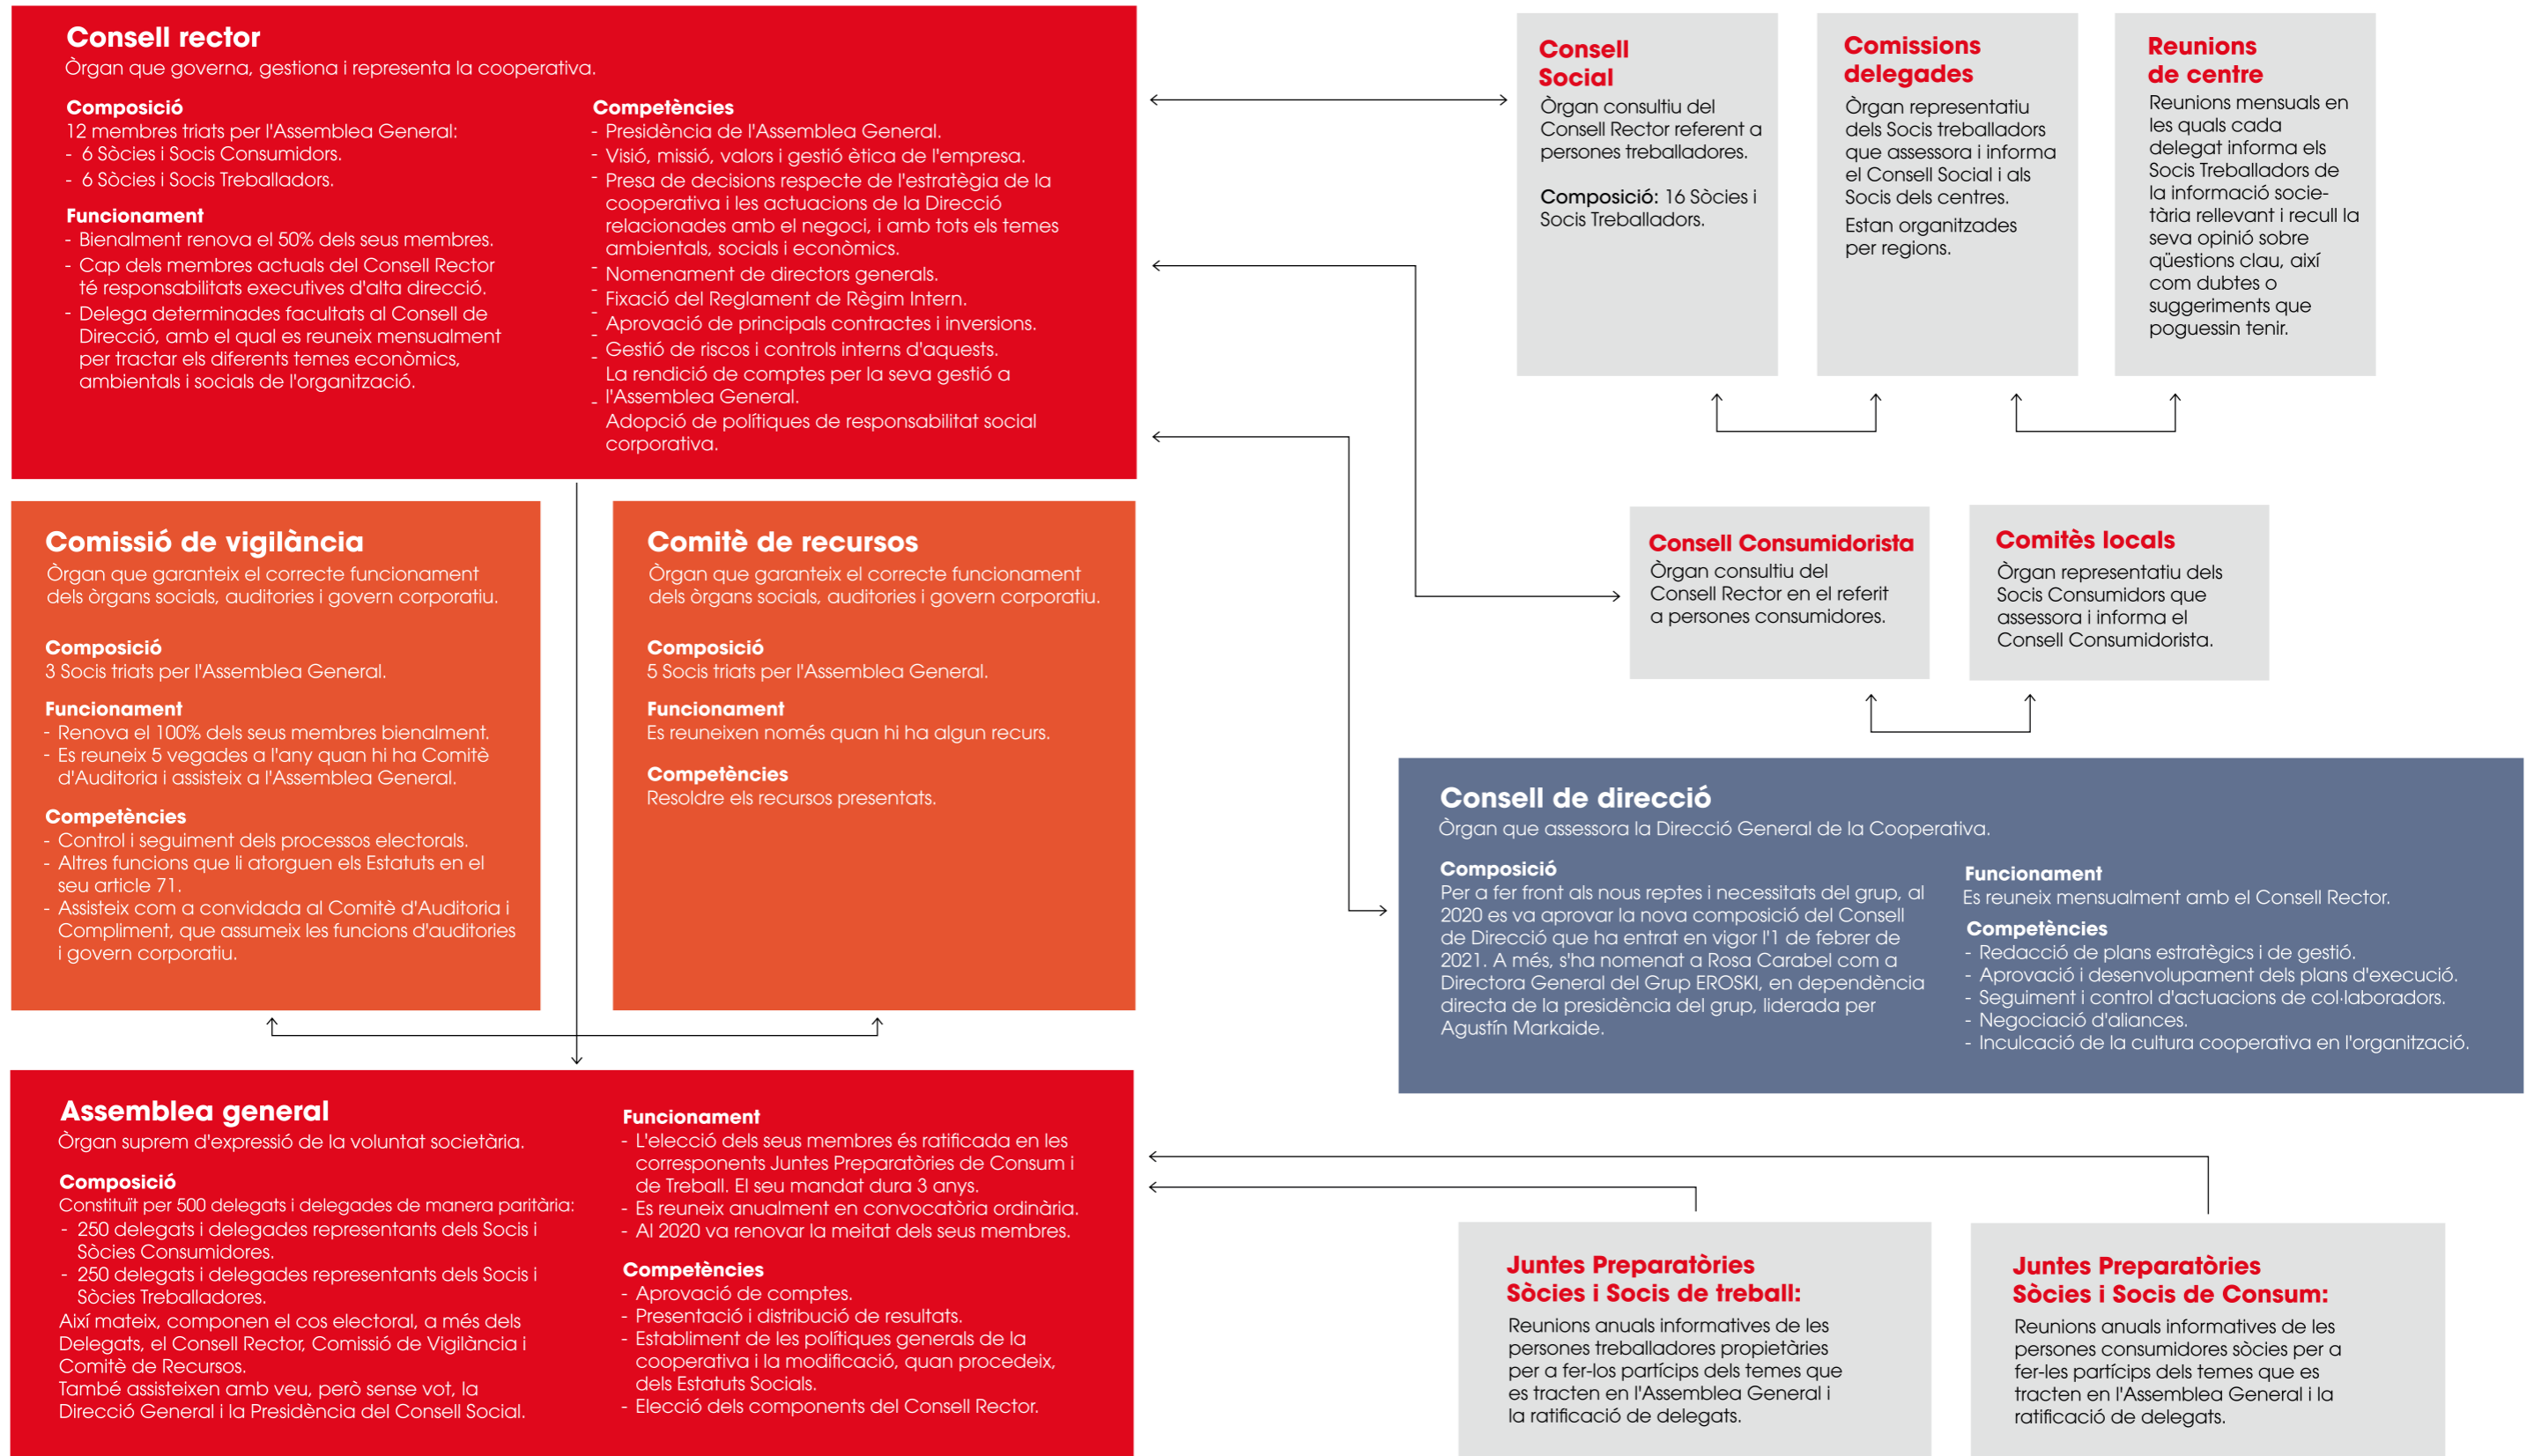 Consell rector
Òrgan que governa, gestiona i representa la cooperativa.
Composició
12 membres triats per l'Assemblea General:
- 6 Sòcies i Socis Consumidors.
- 6 Sòcies i Socis Treballadors.
Funcionament
- Bienalment renova el 50% dels seus membres.
- Cap dels membres actuals del Consell Rector
té responsabilitats executives d'alta direcció.
- Delega determinades facultats al Consell de
Direcció, amb el qual es reuneix mensualment
per tractar els diferents temes econòmics,
ambientals i socials de l'organització.
Competències
- Presidència de l'Assemblea General.
- Visió, missió, valors i gestió ètica de l'empresa.
- Presa de decisions respecte de l'estratègia de la
cooperativa i les actuacions de la Direcció
relacionades amb el negoci, i amb tots els temes
ambientals, socials i econòmics.
- Nomenament de directors generals.
- Fixació del Reglament de Règim Intern.
- Aprovació de principals contractes i inversions.
- Gestió de riscos i controls interns d'aquests.
- La rendició de comptes per la seva gestió a
l'Assemblea General.
- Adopció de polítiques de responsabilitat social
corporativa.
Consell
Social
Òrgan consultiu del
Consell Rector referent a
persones treballadores.
Composició: 16 Sòcies i
Socis Treballadors.
Comissions
delegades
Òrgan representatiu
dels Socis treballadors
que assessora i informa
el Consell Social i als
Socis dels centres.
Estan organitzades
per regions.
Reunions
de centre
Reunions mensuals en
les quals cada
delegat informa els
Socis Treballadors de
la informació socie-
tària rellevant i recull la
seva opinió sobre
qüestions clau, així
com dubtes o
suggeriments que
poguessin tenir.
Comissió de vigilància
Òrgan que garanteix el correcte funcionament
dels òrgans socials, auditories i govern corporatiu.
Composició
3 Socis triats per l'Assemblea General.
Funcionament
- Renova el 100% dels seus membres bienalment.
- Es reuneix 5 vegades a l'any quan hi ha Comitè
d'Auditoria i assisteix a l'Assemblea General.
Competències
- Control i seguiment dels processos electorals.
- Altres funcions que li atorguen els Estatuts en el
seu article 71.
- Assisteix com a convidada al Comitè d'Auditoria i
Compliment, que assumeix les funcions d'auditories
i govern corporatiu.
Comitè de recursos
Òrgan que garanteix el correcte funcionament
dels òrgans socials, auditories i govern corporatiu.
Composició
5 Socis triats per l'Assemblea General.
Funcionament
Es reuneixen només quan hi ha algun recurs.
Competències
Resoldre els recursos presentats.
Consell Consumidorista
Òrgan consultiu del
Consell Rector en el referit
a persones consumidores.
Comitès locals
Òrgan representatiu dels
Socis Consumidors que
assessora i informa el
Consell Consumidorista.
Consell de direcció
Òrgan que assessora la Direcció General de la Cooperativa.
Composició
Per a fer front als nous reptes i necessitats del grup, al
2020 es va aprovar la nova composició del Consell
de Direcció que ha entrat en vigor l'1 de febrer de
2021. A més, s'ha nomenat a Rosa Carabel com a
Directora General del Grup EROSKI, en dependència
directa de la presidència del grup, liderada per
Agustín Markaide.
Funcionament
Es reuneix mensualment amb el Consell Rector.
Competències
- Redacció de plans estratègics i de gestió.
- Aprovació i desenvolupament dels plans d'execució.
- Seguiment i control d'actuacions de col·laboradors.
- Negociació d'aliances.
- Inculcació de la cultura cooperativa en l'organització.
Assemblea general
Òrgan suprem d'expressió de la voluntat societària.
Composició
Constituït per 500 delegats i delegades de manera paritària:
- 250 delegats i delegades representants dels Socis i
Sòcies Consumidores.
- 250 delegats i delegades representants dels Socis i
Sòcies Treballadores.
Així mateix, componen el cos electoral, a més dels
Delegats, el Consell Rector, Comissió de Vigilància i
Comitè de Recursos.
També assisteixen amb veu, però sense vot, la
Direcció General i la Presidència del Consell Social.
Funcionament
- L'elecció dels seus membres és ratificada en les
corresponents Juntes Preparatòries de Consum i
de Treball. El seu mandat dura 3 anys.
- Es reuneix anualment en convocatòria ordinària.
- Al 2020 va renovar la meitat dels seus membres.
Competències
- Aprovació de comptes.
- Presentació i distribució de resultats.
- Establiment de les polítiques generals de la
cooperativa i la modificació, quan procedeix,
dels Estatuts Socials.
- Elecció dels components del Consell Rector.
Juntes Preparatòries
Sòcies i Socis de treball:
Reunions anuals informatives de les
persones treballadores propietàries
per a fer-los partícips dels temes que
es tracten en l'Assemblea General i
la ratificació de delegats.
Juntes Preparatòries
Sòcies i Socis de Consum:
Reunions anuals informatives de les
persones consumidores sòcies per a
fer-les partícips dels temes que es
tracten en l'Assemblea General i la
ratificació de delegats.